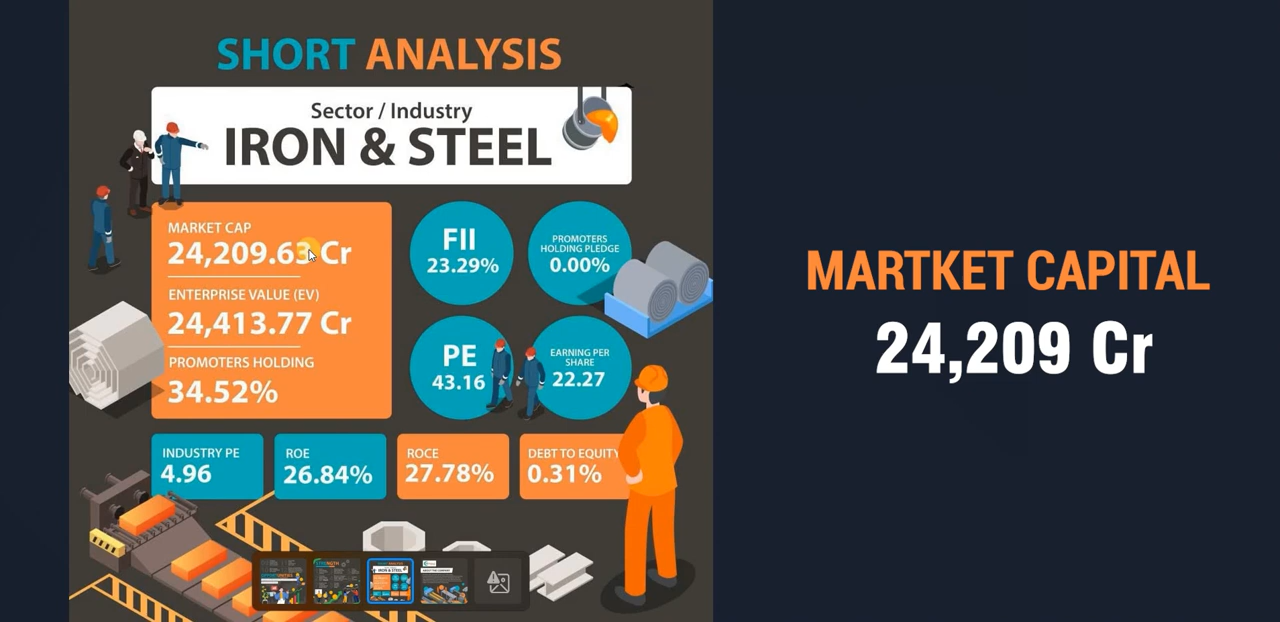 SHORT ANALYSIS
Sector / Industry
IRON & STEEL
MARKET CAP
24,209.63 Cr
ENTERPRISE VALUE (EV)
24,413.77 Cr
PROMOTERS HOLDING
34.52%
FII
23.29%
PROMOTERS
HOLDING PLEDGE
0.00%
PE
43.16
EARNING PER
SHARE
22.27
INDUSTRY PE
4.96
ROE
26.84%
ROCE
27.78%
DEBT TO EQUITY
0.31%
MARTKET CAPITAL
24,209 Cr